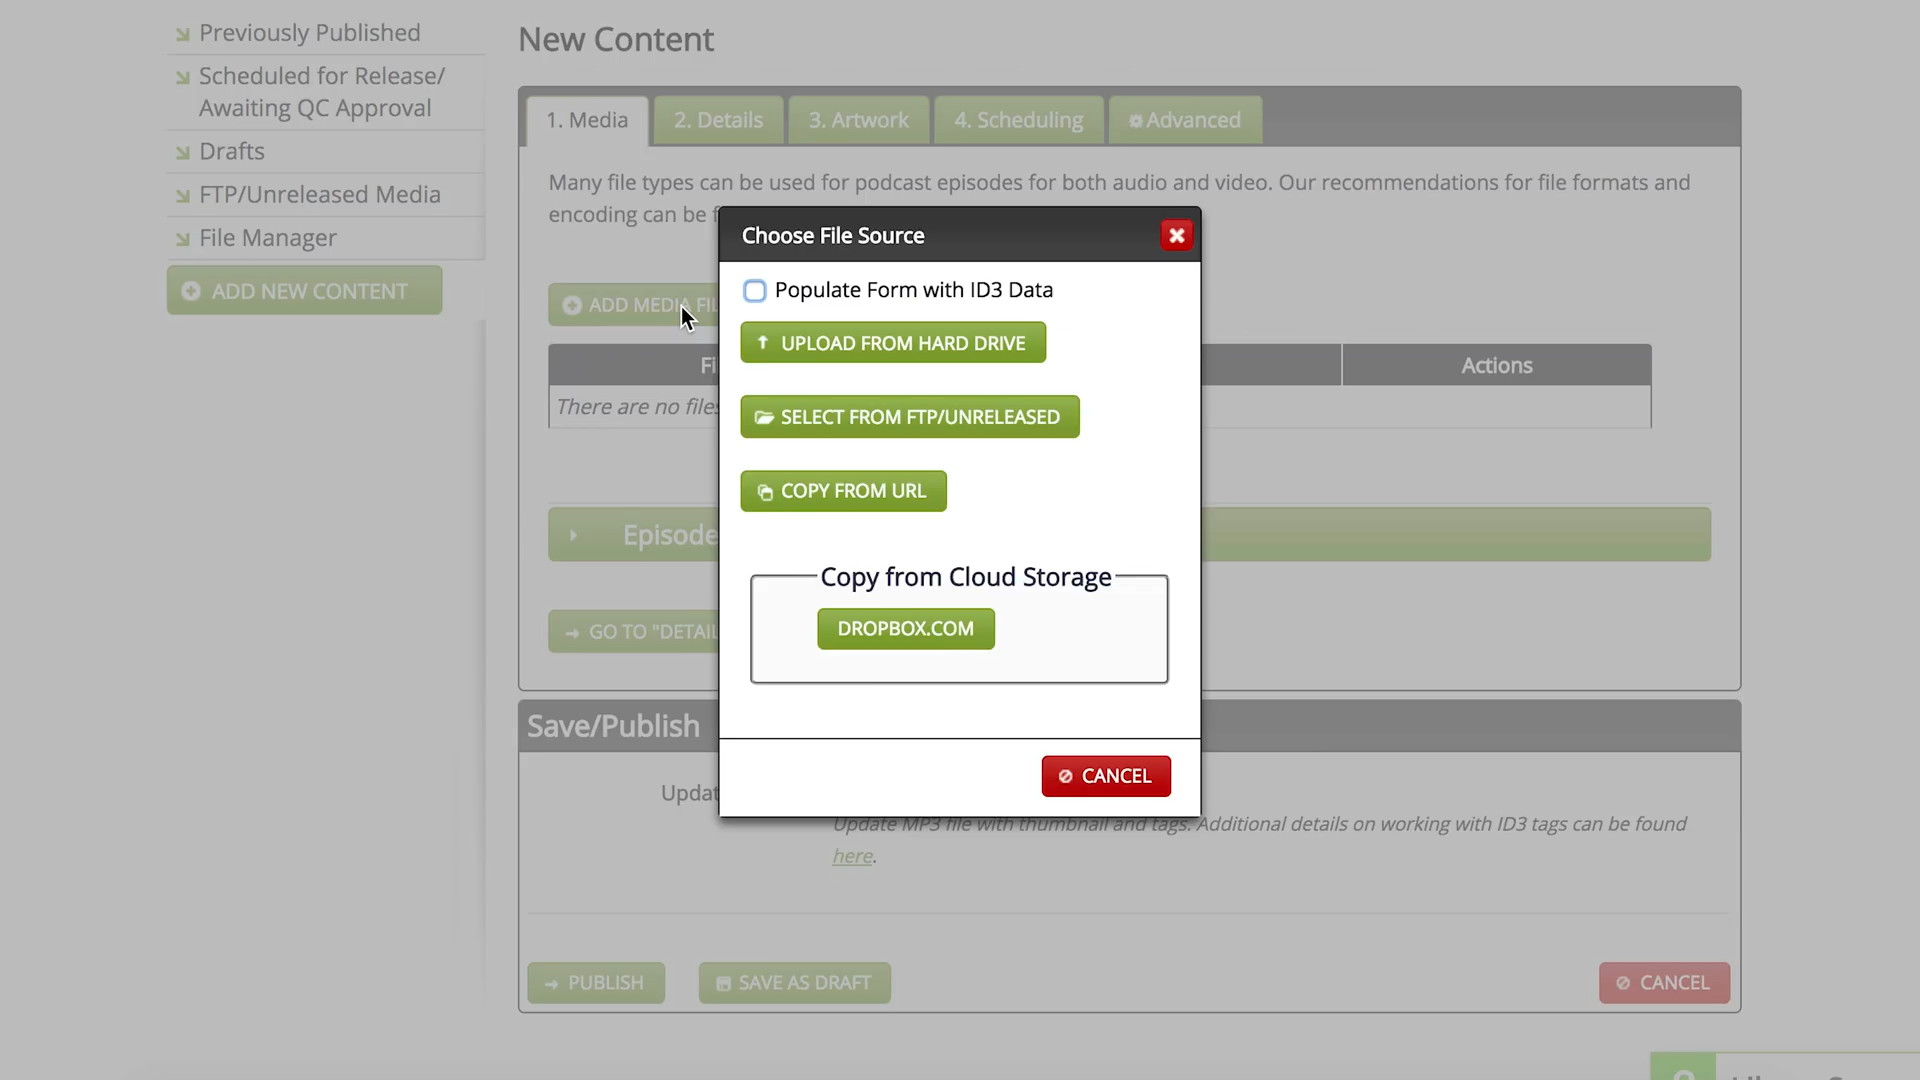 Previously Published
Scheduled for Release/
Awaiting QC Approval
Drafts
FTP/Unreleased Media
File Manager
ADD NEW CONTENT
New Content
1. Media
2. Details
3. Artwork
4. Scheduling
Advanced
Many file types can be used for podcast episodes for both audio and video. Our recommendations for file formats and
encoding can be
ADD MEDIA
Actions
There are no files
Episode
GO TO "DETAIL
Choose File Source
Populate Form with ID3 Data
UPLOAD FROM HARD DRIVE
SELECT FROM FTP/UNRELEASED
COPY FROM URL
Copy from Cloud Storage
DROPBOX.COM
CANCEL
Save/Publish
Updat
Update MP3 file with thumbnail and tags. Additional details on working with ID3 tags can be found
here.
PUBLISH
SAVE AS DRAFT
CANCEL